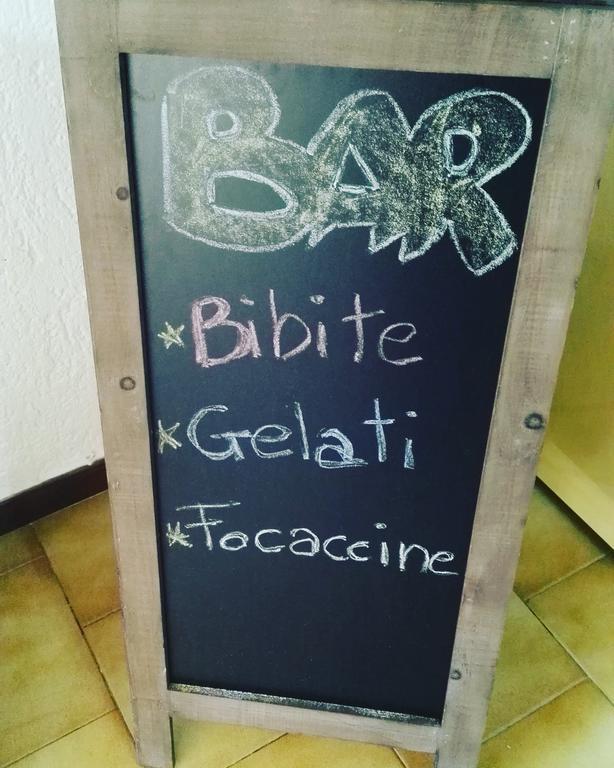 BAR
* Bibite
* Gelati
* Focaccine